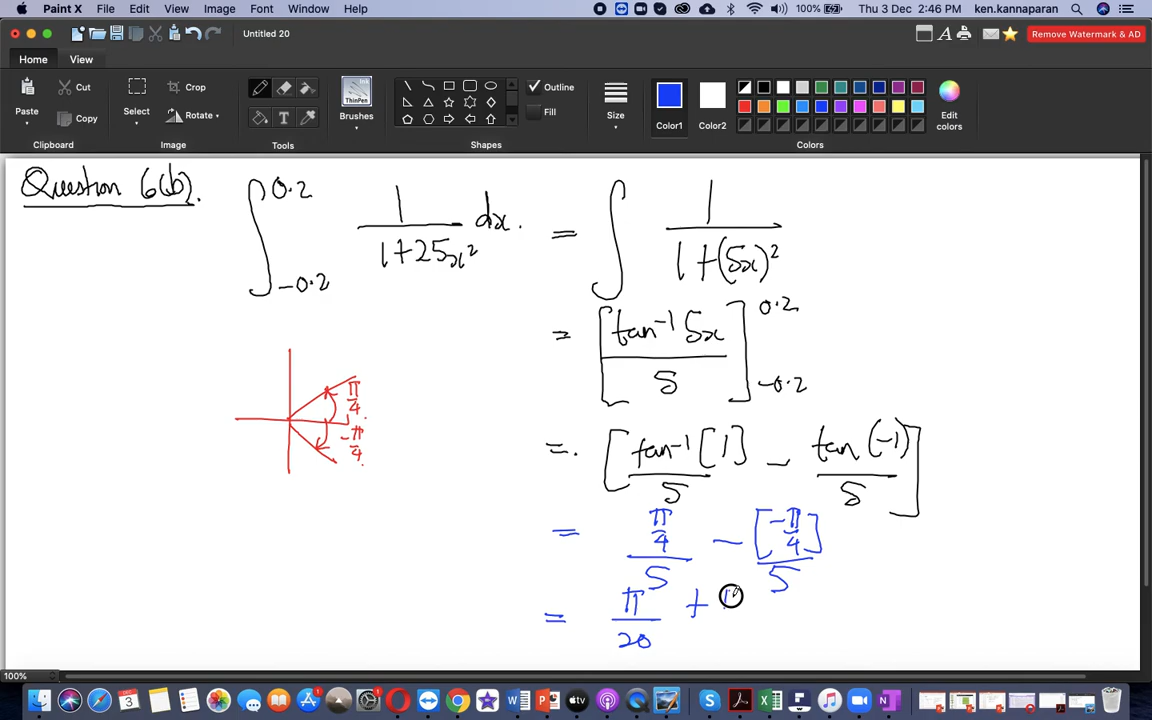 Paint X File Edit View Image Font Window Help 100% Thu 3 Dec 2:46 PM ken.kannaparan
Untitled 20 Remove Watermark & AD
Home View
Paste Cut Copy Select Crop Rotate Brushes ThinPen Outline Fill Size Color1 Color2 Edit colors
Clipboard Image Tools Shapes Colors
Question 6(b). ∫_{-0.2}^{0.2} 1/(1+25x²) dx. = ∫ 1/(1+(5x)²)
= [tan⁻¹ 5x / 5]_{-0.2}^{0.2}
π/4
-π/4
=. [tan⁻¹[1] / 5 - tan(-1) / 5]
= π/4 / 5 - [-π/4] / 5
= π/20 +
100%